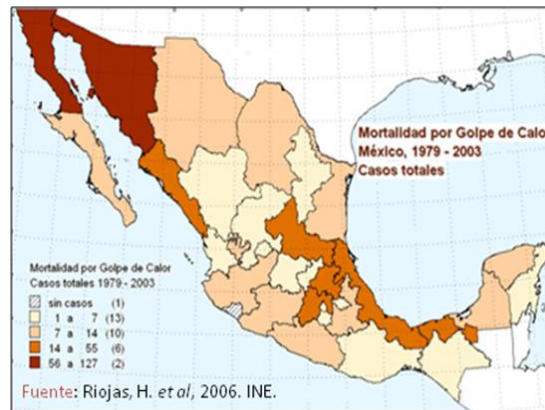 Mortalidad por Golpe de Calo
México, 1979 - 2003
Casos totales
Mortalidad por Golpe de Calor
Casos totales 1979 - 2003
sin casos (1)
1 a 7 (13)
7 a 14 (10)
14 a 55 (6)
56 a 127 (2)
Fuente: Riojas, H. et al, 2006. INE.